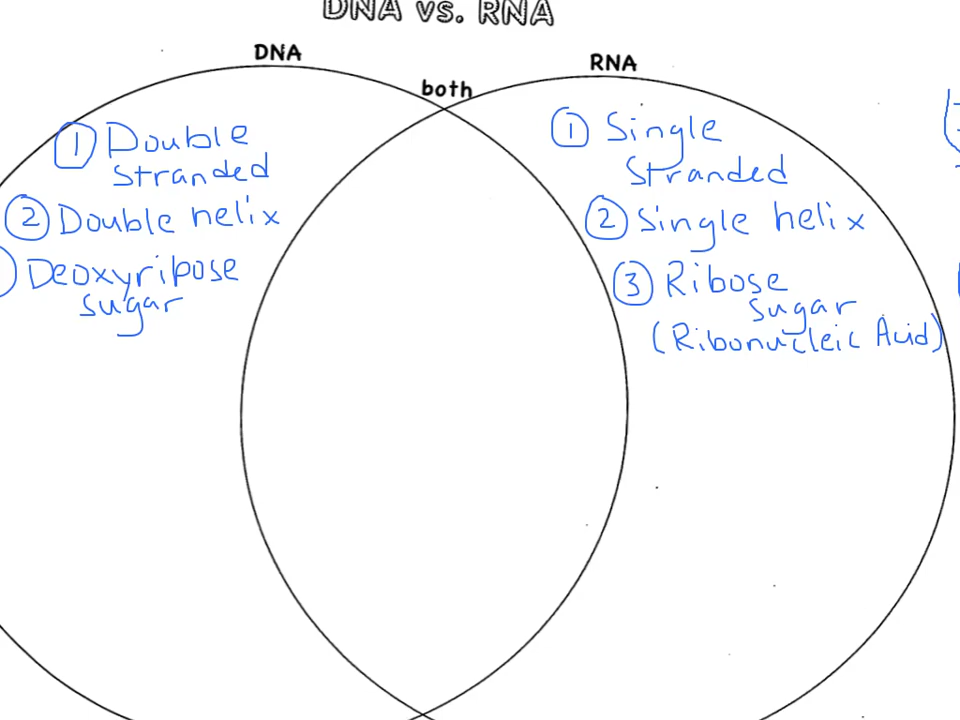 DNA vs. RNA
DNA
both
RNA
① Double
stranded
② Double helix
Deoxyribose
sugar
① Single
stranded
② Single helix
③ Ribose
sugar
(Ribonucleic Acid)